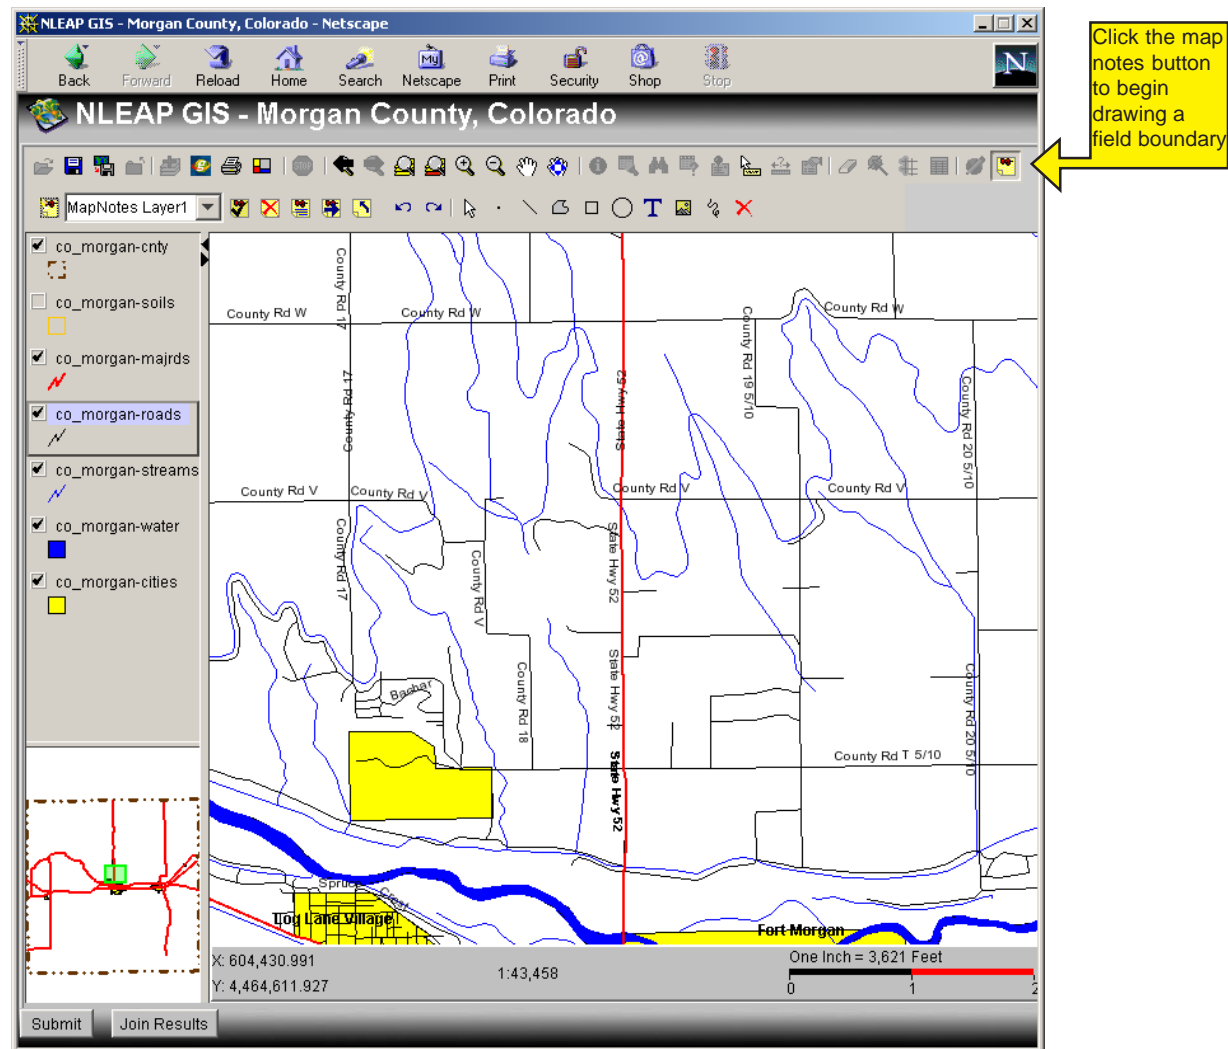 NLEAP GIS - Morgan County, Colorado - Netscape
Back Forward Reload Home Search Netscape Print Security Shop Stop
My
N
NLEAP GIS - Morgan County, Colorado
Click the map
notes button
to begin
drawing a
field boundary
MapNotes Layer1
T
co_morgan-cnty
co_morgan-soils
co_morgan-majrds
co_morgan-roads
co_morgan-streams
co_morgan-water
co_morgan-cities
County Rd 17
County Rd W
County Rd W
County Rd W
County Rd 19 5/10
County Rd 17
State Hwy 52
County Rd 20 5/10
County Rd V
County Rd V
County Rd V
County Rd V
County Rd 17
State Hwy 52
County Rd V
State Hwy 52
County Rd 18
County Rd 20 5/10
Bachar
County Rd T 5/10
State Hwy 52
Spruce
Crest
Log Lane Village
Fort Morgan
X: 604,430.991
Y: 4,464,611.927
1:43,458
One Inch = 3,621 Feet
0 1 2
Submit Join Results